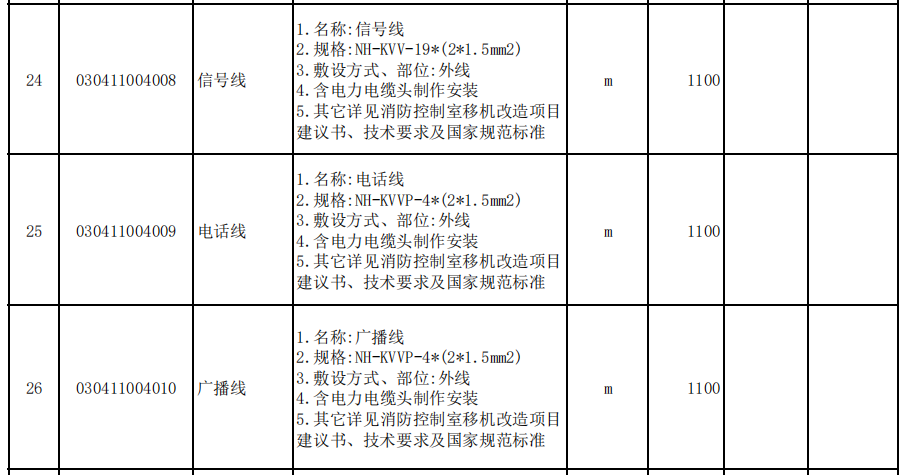 24 030411004008 信号线 1.名称:信号线
2.规格:NH-KVV-19*(2*1.5mm2)
3.敷设方式、部位:外线
4.含电力电缆头制作安装
5.其它详见消防控制室移机改造项目
建议书、技术要求及国家规范标准 m 1100
25 030411004009 电话线 1.名称:电话线
2.规格:NH-KVVP-4*(2*1.5mm2)
3.敷设方式、部位:外线
4.含电力电缆头制作安装
5.其它详见消防控制室移机改造项目
建议书、技术要求及国家规范标准 m 1100
26 030411004010 广播线 1.名称:广播线
2.规格:NH-KVVP-4*(2*1.5mm2)
3.敷设方式、部位:外线
4.含电力电缆头制作安装
5.其它详见消防控制室移机改造项目
建议书、技术要求及国家规范标准 m 1100